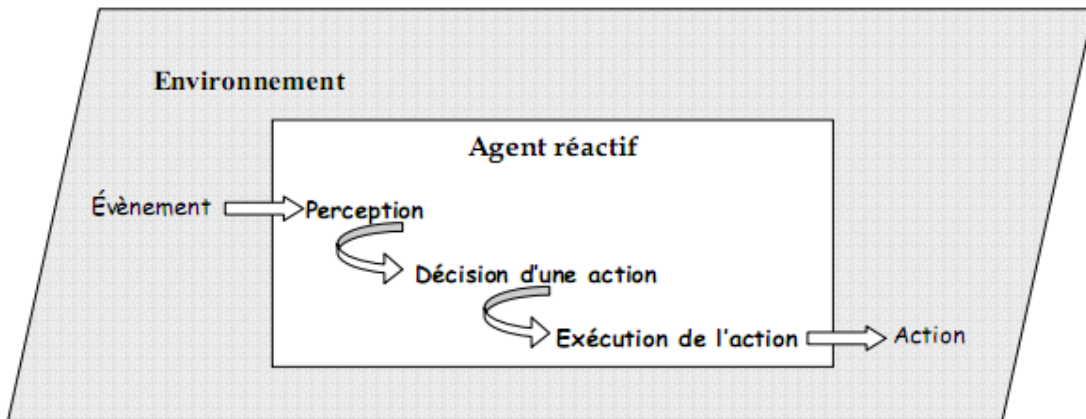 Environnement
Agent réactif
Évènement
Perception
Décision d'une action
Exécution de l'action
Action